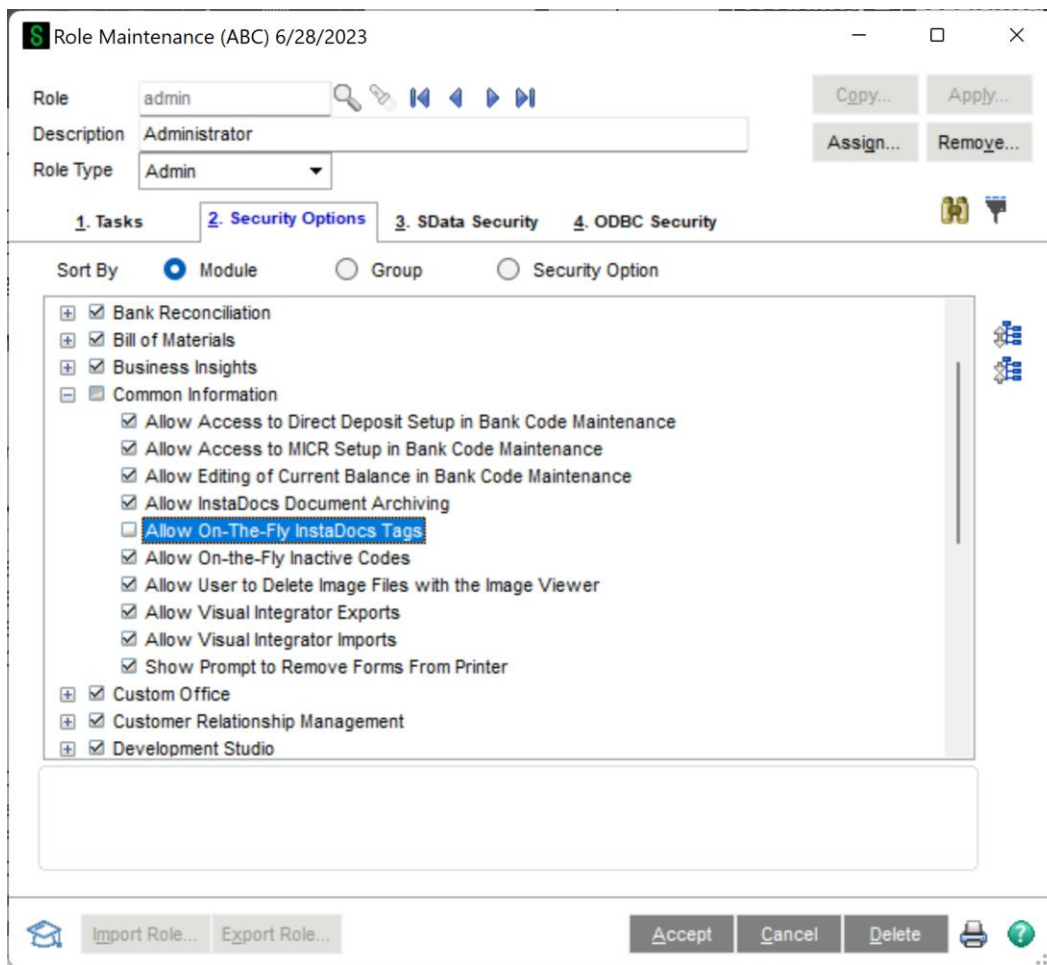 S Role Maintenance (ABC) 6/28/2023
Role admin Copy... Apply...
Description Administrator Assign... Remove...
Role Type Admin
1. Tasks 2. Security Options 3. SData Security 4. ODBC Security
Sort By Module Group Security Option
Bank Reconciliation
Bill of Materials
Business Insights
Common Information
Allow Access to Direct Deposit Setup in Bank Code Maintenance
Allow Access to MICR Setup in Bank Code Maintenance
Allow Editing of Current Balance in Bank Code Maintenance
Allow InstaDocs Document Archiving
Allow On-The-Fly InstaDocs Tags
Allow On-the-Fly Inactive Codes
Allow User to Delete Image Files with the Image Viewer
Allow Visual Integrator Exports
Allow Visual Integrator Imports
Show Prompt to Remove Forms From Printer
Custom Office
Customer Relationship Management
Development Studio
Import Role... Export Role... Accept Cancel Delete ?